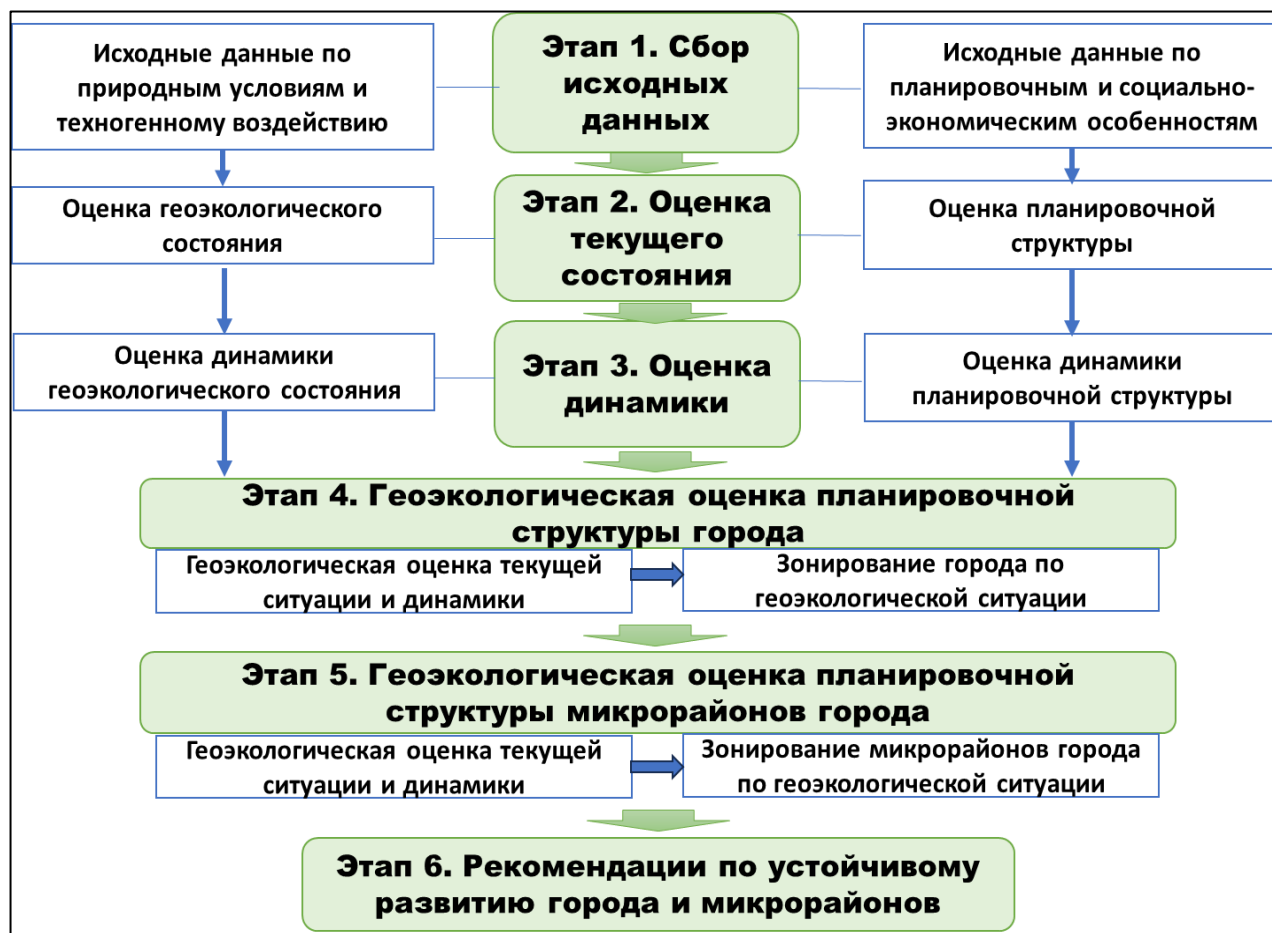 Исходные данные по
природным условиям и
техногенному воздействию
Этап 1. Сбор
исходных
данных
Исходные данные по
планировочным и социально-
экономическим особенностям
Оценка геоэкологического
состояния
Этап 2. Оценка
текущего
состояния
Оценка планировочной
структуры
Оценка динамики
геоэкологического состояния
Этап 3. Оценка
динамики
Оценка динамики
планировочной структуры
Этап 4. Геоэкологическая оценка планировочной
структуры города
Геоэкологическая оценка текущей
ситуации и динамики
Зонирование города по
геоэкологической ситуации
Этап 5. Геоэкологическая оценка планировочной
структуры микрорайонов города
Геоэкологическая оценка текущей
ситуации и динамики
Зонирование микрорайонов города
по геоэкологической ситуации
Этап 6. Рекомендации по устойчивому
развитию города и микрорайонов